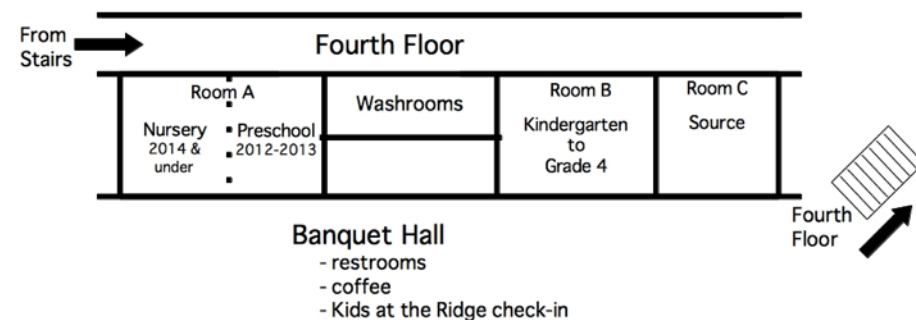 From
Stairs
Fourth Floor
Room A
Nursery
2014 &
under
Preschool
2012-2013
Washrooms
Room B
Kindergarten
to
Grade 4
Room C
Source
Fourth
Floor
Banquet Hall
- restrooms
- coffee
- Kids at the Ridge check-in